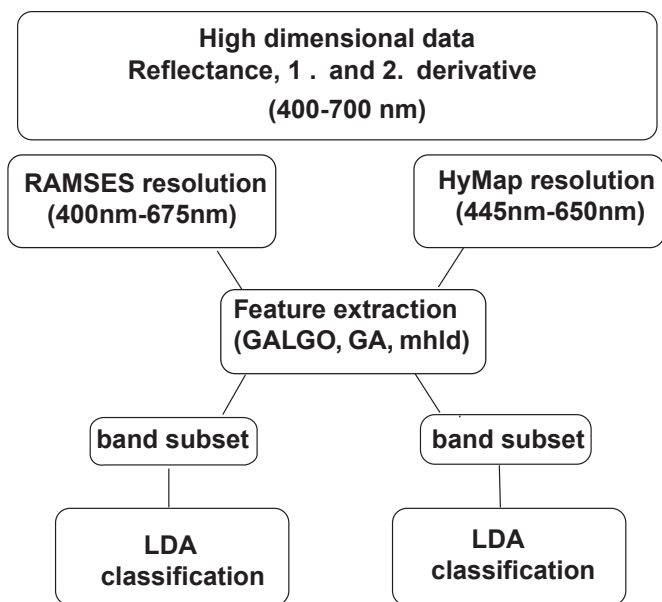 High dimensional data
Reflectance, 1 . and 2. derivative
(400-700 nm)
RAMSES resolution
(400nm-675nm)
HyMap resolution
(445nm-650nm)
Feature extraction
(GALGO, GA, mhld)
band subset
band subset
LDA
classification
LDA
classification